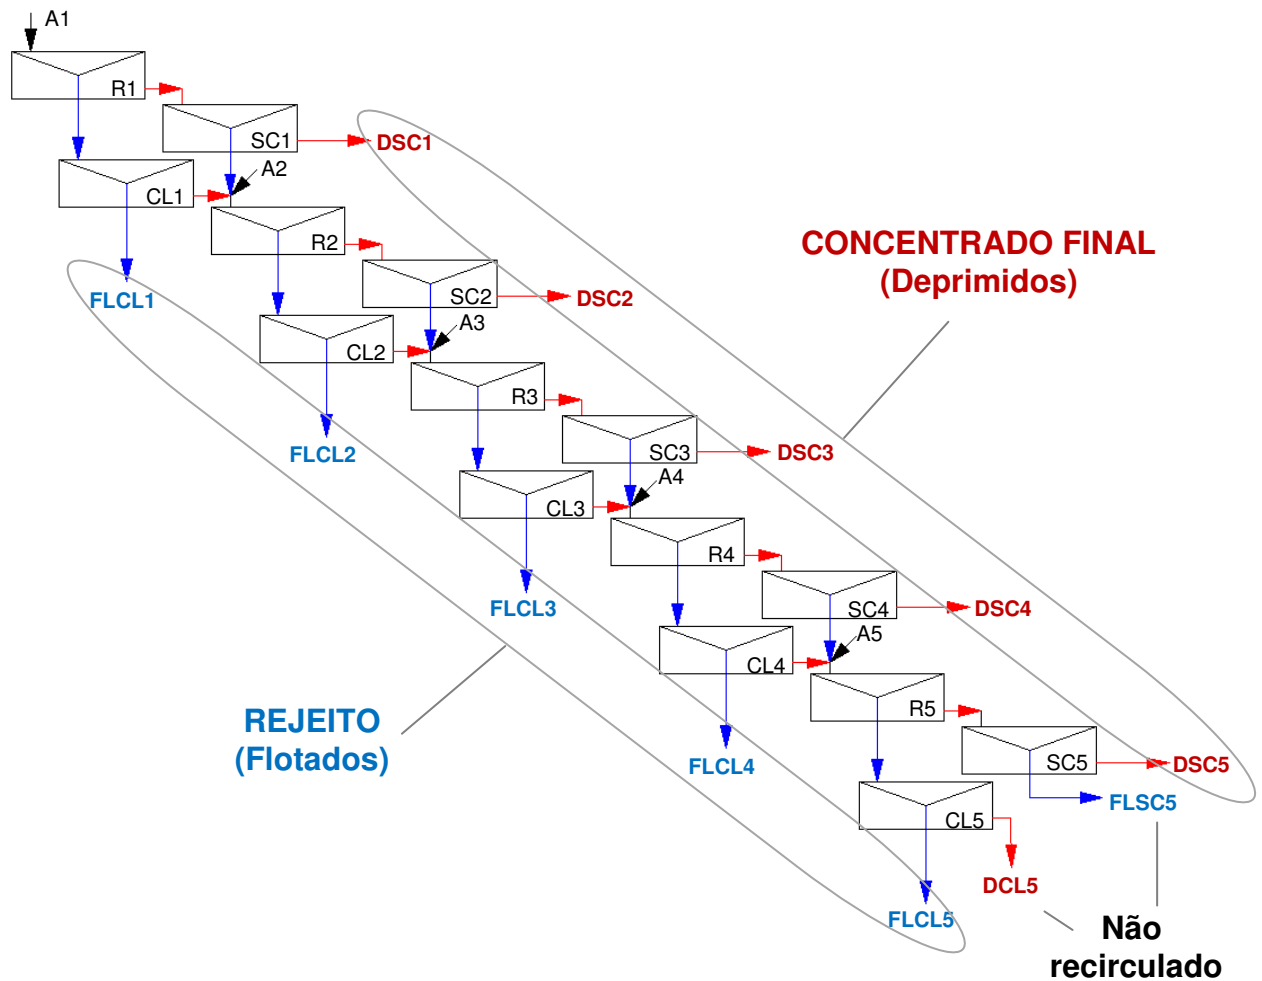 A1
R1
SC1
DSC1
A2
CL1
R2
CONCENTRADO FINAL
(Deprimidos)
SC2
DSC2
FLCL1
A3
CL2
R3
SC3
DSC3
FLCL2
A4
CL3
R4
SC4
DSC4
FLCL3
A5
CL4
R5
REJEITO
(Flotados)
SC5
DSC5
FLCL4
FLSC5
CL5
DCL5
FLCL5
Não
recirculado